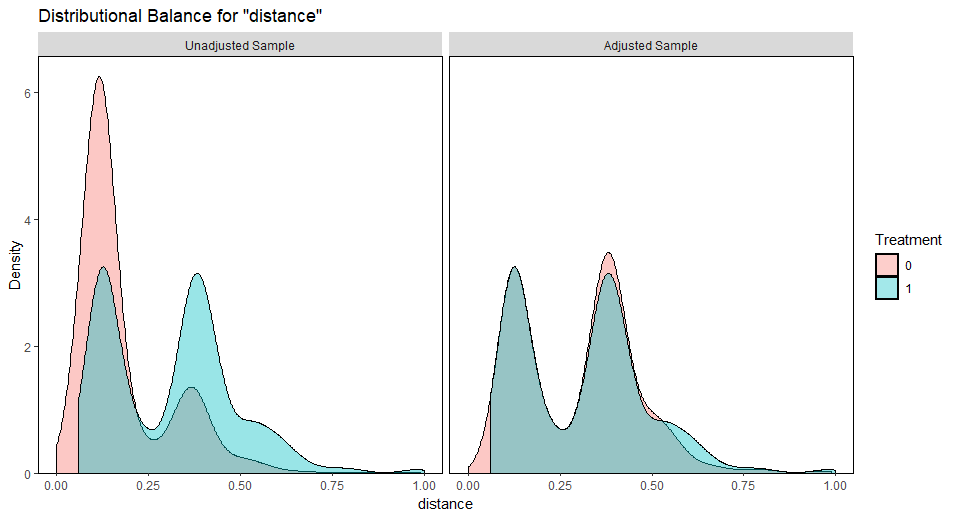 Distributional Balance for "distance"
Unadjusted Sample
Adjusted Sample
Density
6
4
2
0
0.00 0.25 0.50 0.75 1.00
0.00 0.25 0.50 0.75 1.00
distance
Treatment
0
1